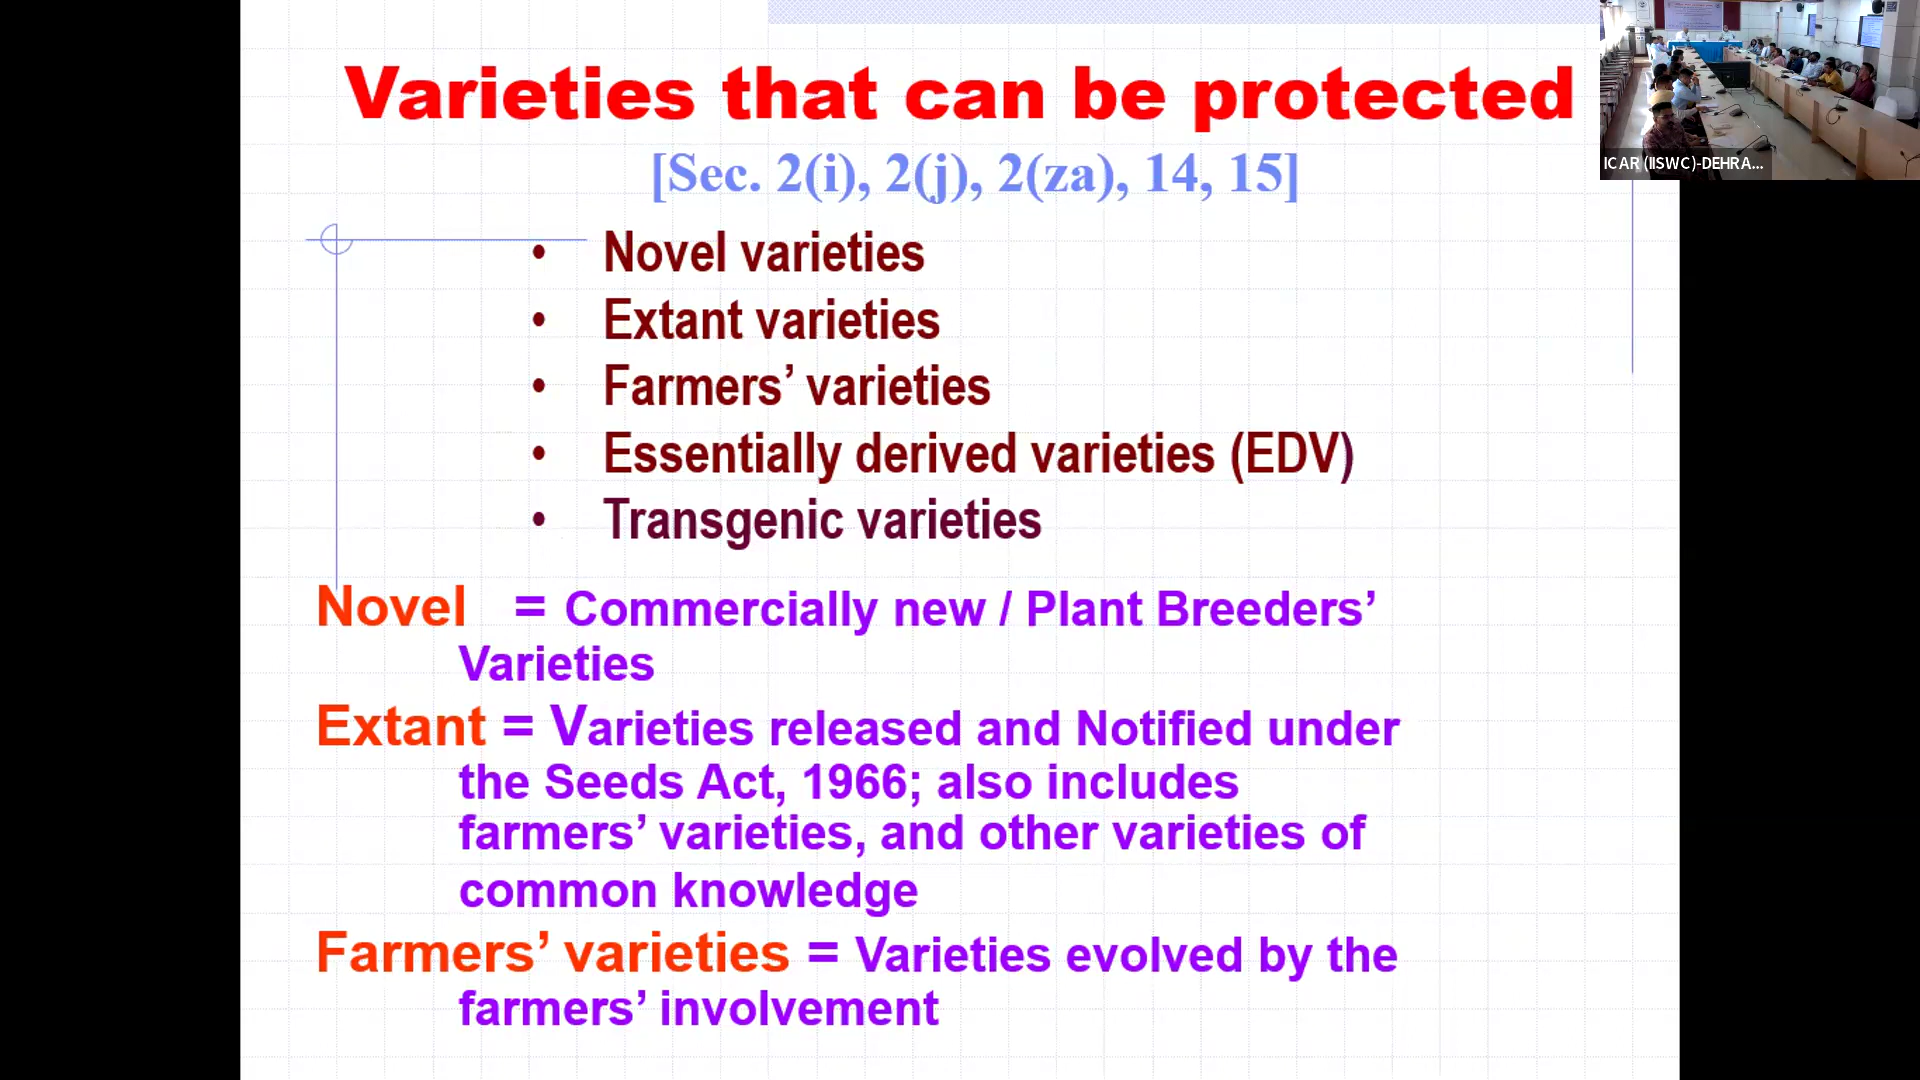 Varieties that can be protected
[Sec. 2(i), 2(j), 2(za), 14, 15]
• Novel varieties
• Extant varieties
• Farmers’ varieties
• Essentially derived varieties (EDV)
• Transgenic varieties
Novel = Commercially new / Plant Breeders’
Varieties
Extant = Varieties released and Notified under
the Seeds Act, 1966; also includes
farmers’ varieties, and other varieties of
common knowledge
Farmers’ varieties = Varieties evolved by the
farmers’ involvement
ICAR (IISWC)-DEHRA...